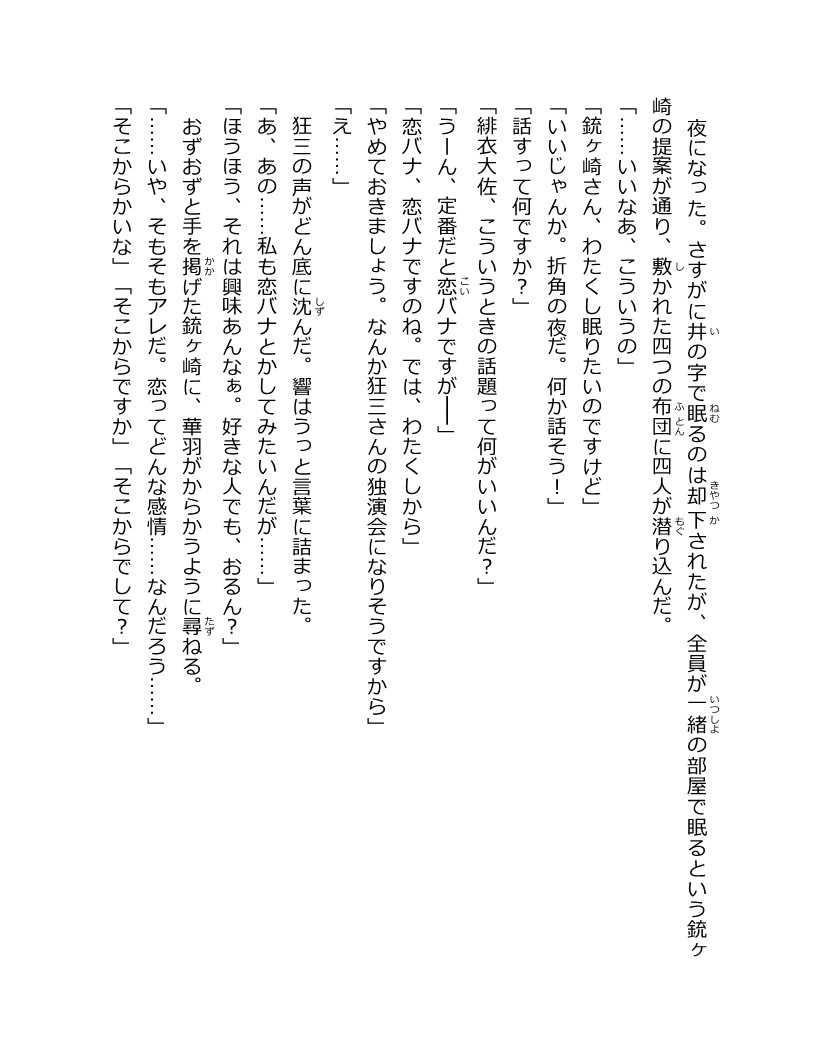 夜になった。さすがに井の字で眠るのは却下されたが、全員が一緒の部屋で眠るという銃ヶ
崎の提案が通り、敷かれた四つの布団に四人が潜り込んだ。
「……いいなあ、こういうの」
「銃ヶ崎さん、わたくし眠りたいのですけど」
「いいじゃんか。折角の夜だ。何か話そう！」
「話すって何ですか？」
「緋衣大佐、こういうときの話題って何がいいんだ？」
「うーん、定番だと恋バナですが――」
「恋バナ、恋バナですのね。では、わたくしから」
「やめておきましょう。なんか狂三さんの独演会になりそうですから」
「え……」
狂三の声がどん底に沈んだ。響はうっと言葉に詰まった。
「あ、あの……私も恋バナとかしてみたいんだが……」
「ほうほう、それは興味あんなぁ。好きな人でも、おるん？」
おずおずと手を掲げた銃ヶ崎に、華羽がからかうように尋ねる。
「……いや、そもそもアレだ。恋ってどんな感情……なんだろう……」
「そこからかいな」「そこからですか」「そこからでして？」